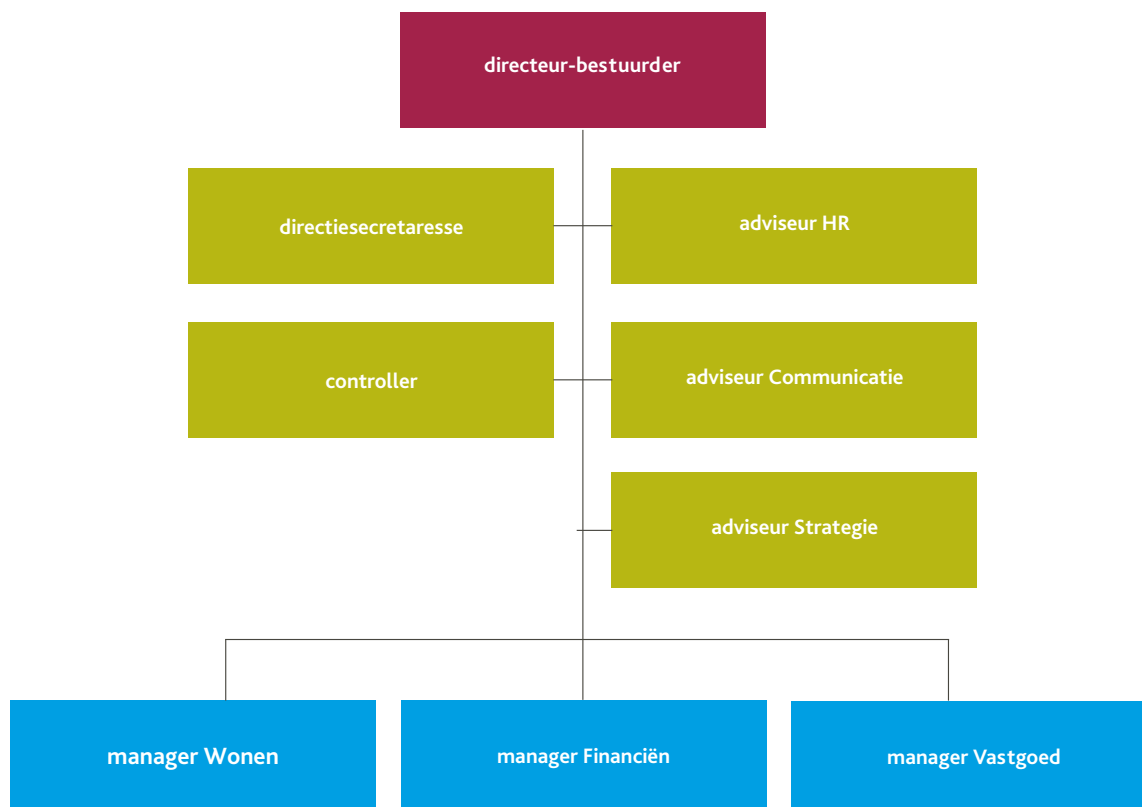 directeur-bestuurder
directiesecretaresse
adviseur HR
controller
adviseur Communicatie
adviseur Strategie
manager Wonen
manager Financiën
manager Vastgoed